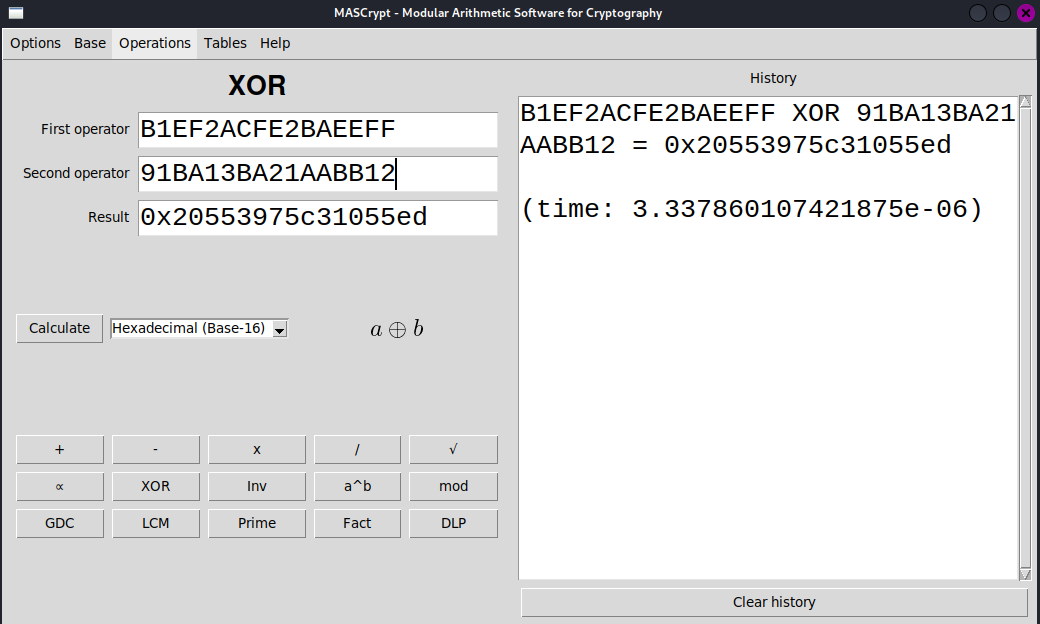 MASCrypt - Modular Arithmetic Software for Cryptography
Options Base Operations Tables Help
XOR
First operator B1EF2ACFE2BAEEFF
Second operator 91BA13BA21AABB12
Result 0x20553975c31055ed
Calculate Hexadecimal (Base-16) a ⊕ b
+ - x / √
∝ XOR Inv a^b mod
GDC LCM Prime Fact DLP
History
B1EF2ACFE2BAEEFF XOR 91BA13BA21
AABB12 = 0x20553975c31055ed
(time: 3.337860107421875e-06)
Clear history